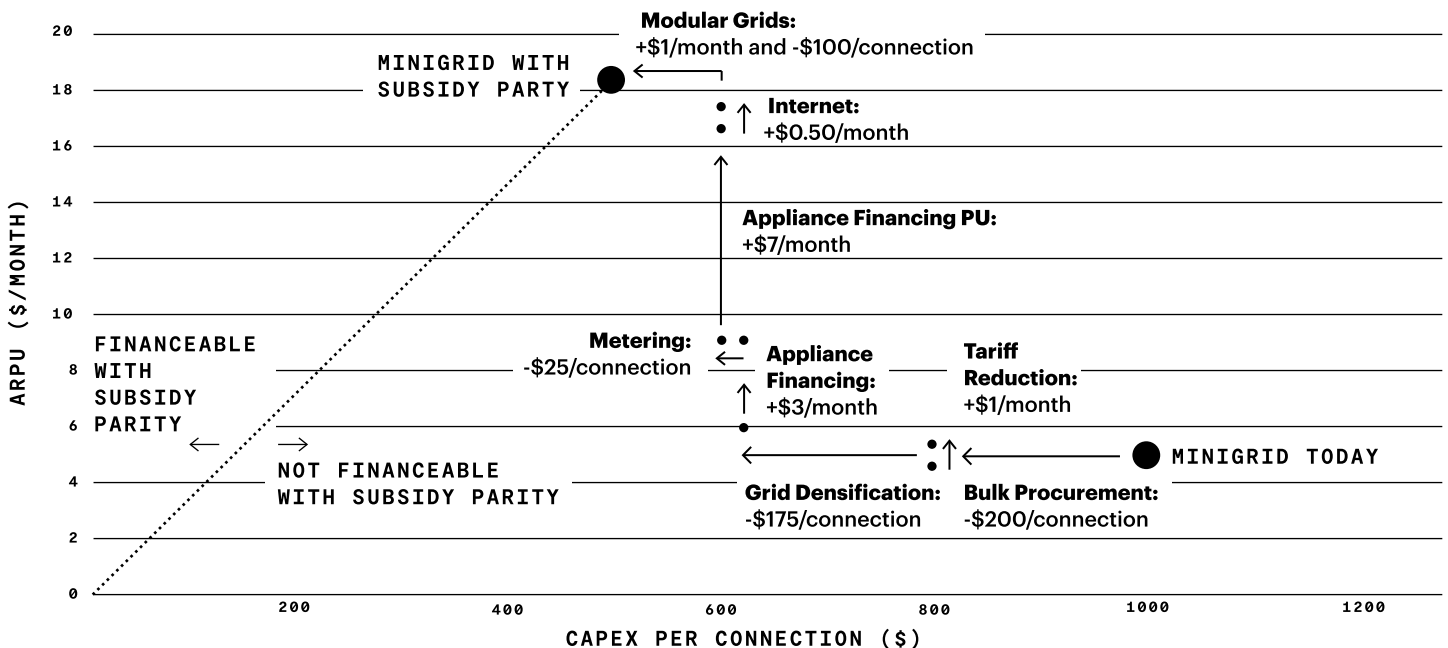 Modular Grids:
+$1/month and -$100/connection
20
MINIGRID WITH
SUBSIDY PARTY
18
Internet:
+$0.50/month
16
14
Appliance Financing PU:
+$7/month
12
10
ARPU ($/MONTH)
FINANCEABLE
WITH
SUBSIDY
PARITY
Metering:
-$25/connection
Appliance
Financing:
+$3/month
Tariff
Reduction:
+$1/month
8
6
MINIGRID TODAY
NOT FINANCEABLE
WITH SUBSIDY PARITY
4
Grid Densification:
-$175/connection
Bulk Procurement:
-$200/connection
2
0
200
400
600
800
1000
1200
CAPEX PER CONNECTION ($)